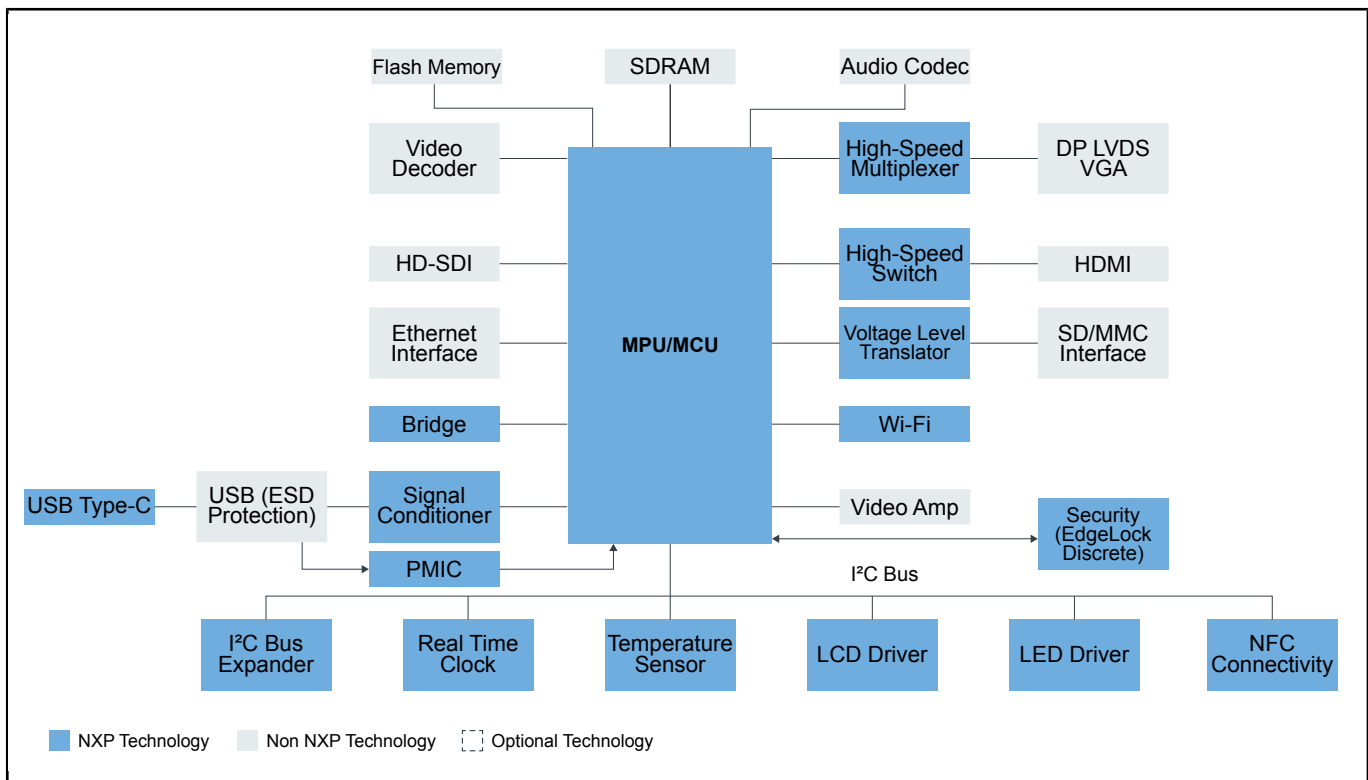 Flash Memory
SDRAM
Audio Codec
Video
Decoder
High-Speed
Multiplexer
DP LVDS
VGA
HD-SDI
High-Speed
Switch
HDMI
Ethernet
Interface
MPU/MCU
Voltage Level
Translator
SD/MMC
Interface
Bridge
Wi-Fi
USB Type-C
USB (ESD
Protection)
Signal
Conditioner
Video Amp
Security
(EdgeLock
Discrete)
PMIC
I²C Bus
I²C Bus
Expander
Real Time
Clock
Temperature
Sensor
LCD Driver
LED Driver
NFC
Connectivity
NXP Technology
Non NXP Technology
Optional Technology